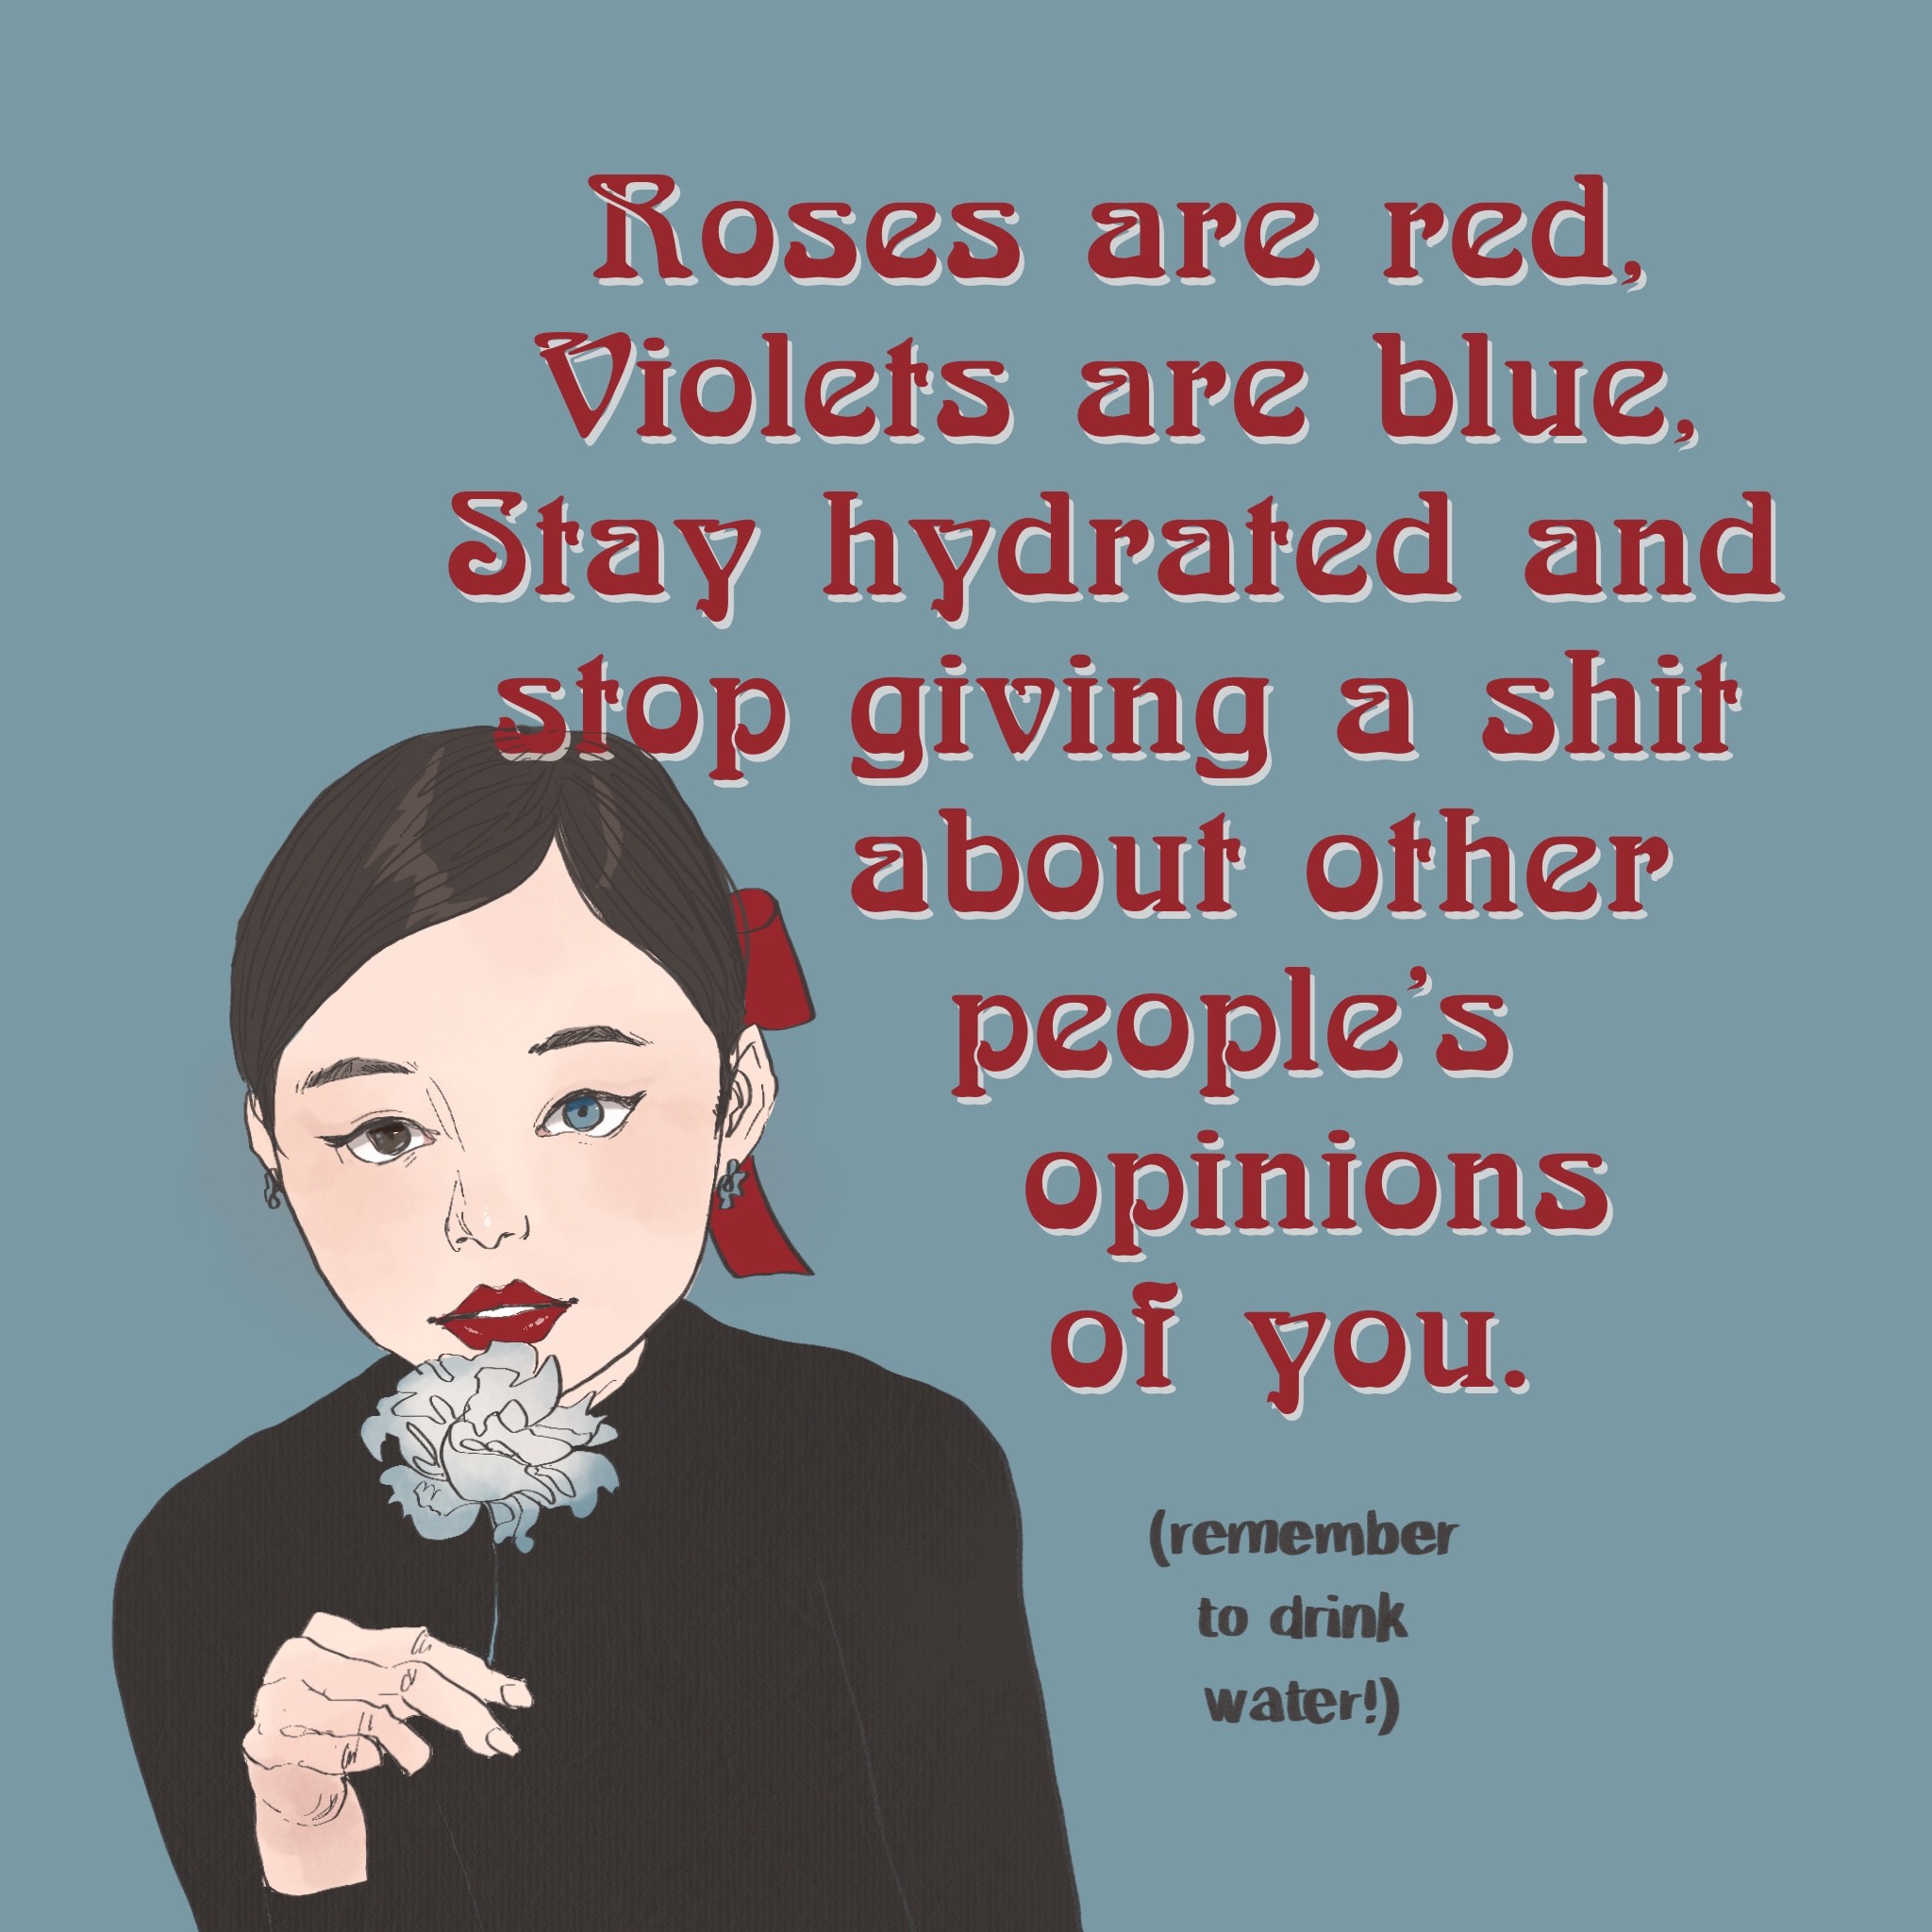 Roses are red,
Violets are blue,
Stay hydrated and
stop giving a shit
about other
people's
opinions
of you.
(remember
to drink
water!)